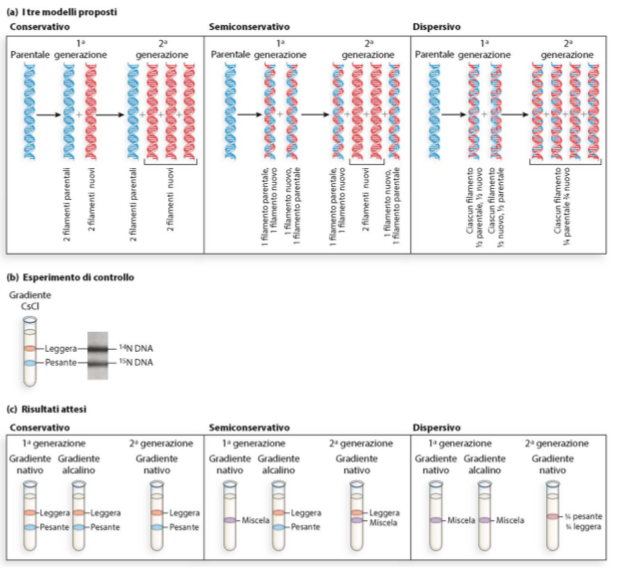 (a) I tre modelli proposti
Conservativo
Semiconservativo
Dispersivo
Parentale
1ª
generazione
2ª
generazione
Parentale
1ª
generazione
2ª
generazione
Parentale
1ª
generazione
2ª
generazione
2 filamenti parentali
2 filamenti nuovi
2 filamenti parentali
2 filamenti nuovi
1 filamento parentale,
1 filamento nuovo
1 filamento nuovo,
1 filamento parentale
1 filamento parentale,
1 filamento nuovo
2 filamenti nuovi
1 filamento nuovo,
1 filamento parentale
Ciascun filamento
½ parentale, ½ nuovo
Ciascun filamento
½ nuovo, ½ parentale
Ciascun filamento
¼ parentale ¾ nuovo
(b) Esperimento di controllo
Gradiente
CsCl
Leggera
¹⁴N DNA
Pesante
¹⁵N DNA
(c) Risultati attesi
Conservativo
Semiconservativo
Dispersivo
1ª generazione
2ª generazione
Gradiente
nativo
Gradiente
alcalino
Gradiente
nativo
Leggera
Pesante
Leggera
Pesante
Leggera
Pesante
1ª generazione
2ª generazione
Gradiente
nativo
Gradiente
alcalino
Gradiente
nativo
Miscela
Leggera
Pesante
Leggera
Miscela
1ª generazione
2ª generazione
Gradiente
nativo
Gradiente
alcalino
Gradiente
nativo
Miscela
Miscela
¼ pesante
¾ leggera